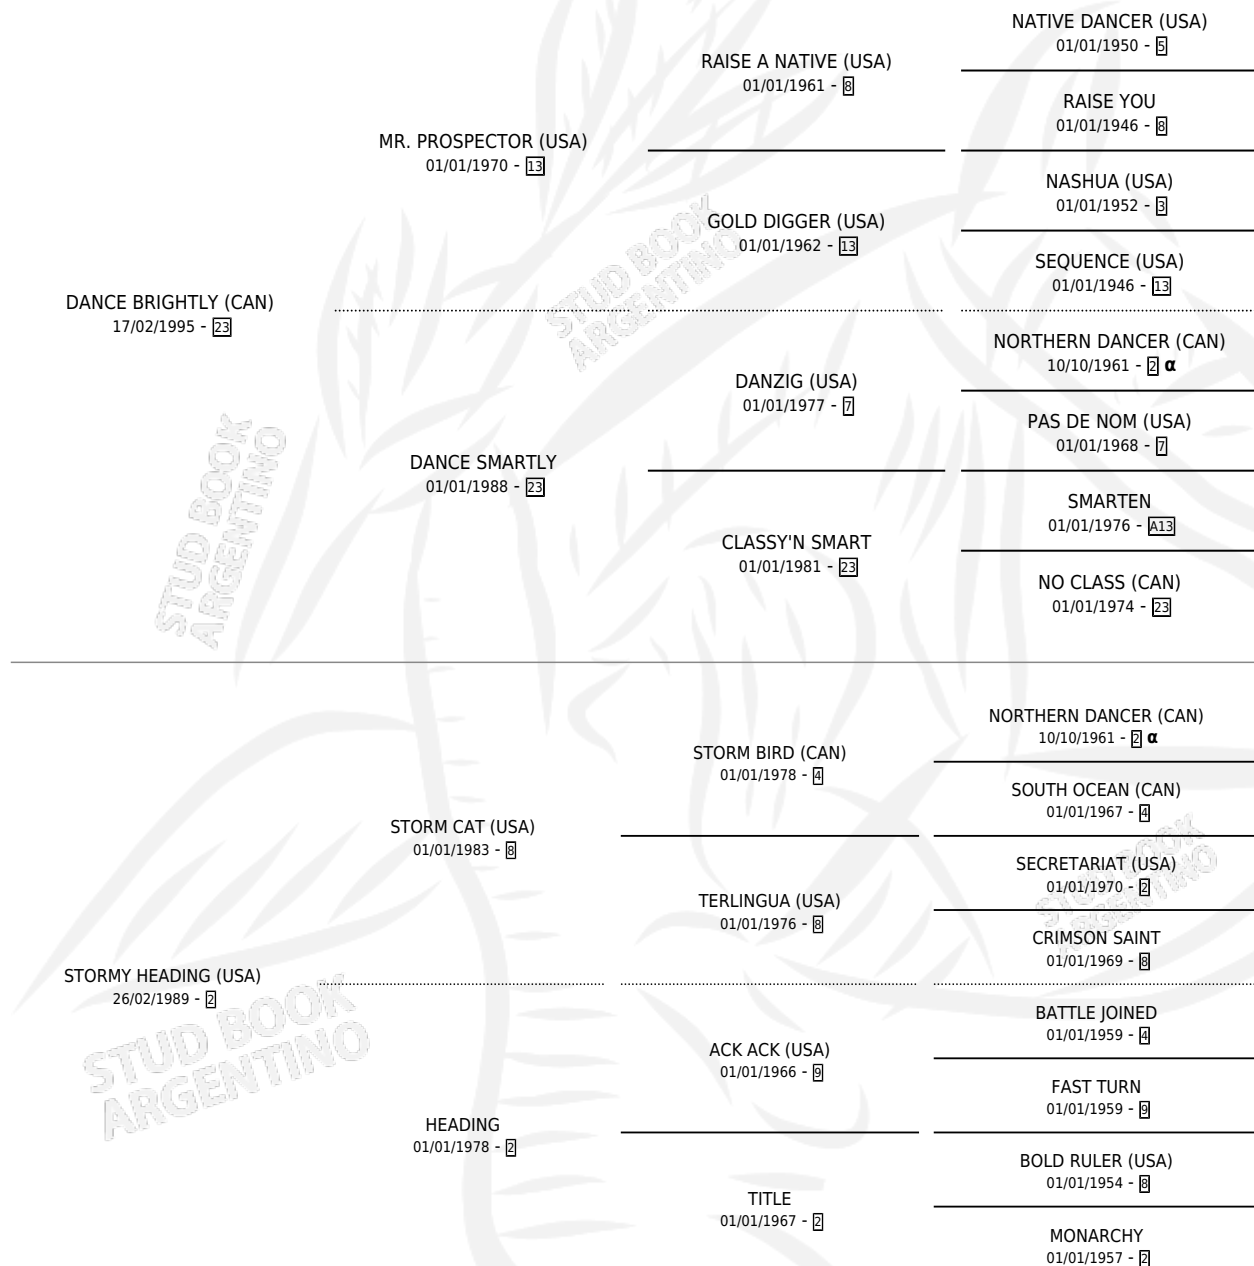 NATIVE DANCER (USA)
01/01/1950 - 5
RAISE A NATIVE (USA)
01/01/1961 - 8
RAISE YOU
01/01/1946 - 8
MR. PROSPECTOR (USA)
01/01/1970 - 13
NASHUA (USA)
01/01/1952 - 3
GOLD DIGGER (USA)
01/01/1962 - 13
SEQUENCE (USA)
01/01/1946 - 13
DANCE BRIGHTLY (CAN)
17/02/1995 - 23
NORTHERN DANCER (CAN)
10/10/1961 - 2 α
DANZIG (USA)
01/01/1977 - 7
PAS DE NOM (USA)
01/01/1968 - 7
DANCE SMARTLY
01/01/1988 - 23
SMARTEN
01/01/1976 - A13
CLASSY'N SMART
01/01/1981 - 23
NO CLASS (CAN)
01/01/1974 - 23
NORTHERN DANCER (CAN)
10/10/1961 - 2 α
STORM BIRD (CAN)
01/01/1978 - 4
SOUTH OCEAN (CAN)
01/01/1967 - 4
STORM CAT (USA)
01/01/1983 - 8
SECRETARIAT (USA)
01/01/1970 - 2
TERLINGUA (USA)
01/01/1976 - 8
CRIMSON SAINT
01/01/1969 - 8
STORMY HEADING (USA)
26/02/1989 - 2
BATTLE JOINED
01/01/1959 - 4
ACK ACK (USA)
01/01/1966 - 9
FAST TURN
01/01/1959 - 9
HEADING
01/01/1978 - 2
BOLD RULER (USA)
01/01/1954 - 8
TITLE
01/01/1967 - 2
MONARCHY
01/01/1957 - 2
STUD BOOK
ARGENTINO
STUD BOOK
ARGENTINO
STUD BOOK
ARGENTINO
STUD BOOK
ARGENTINO